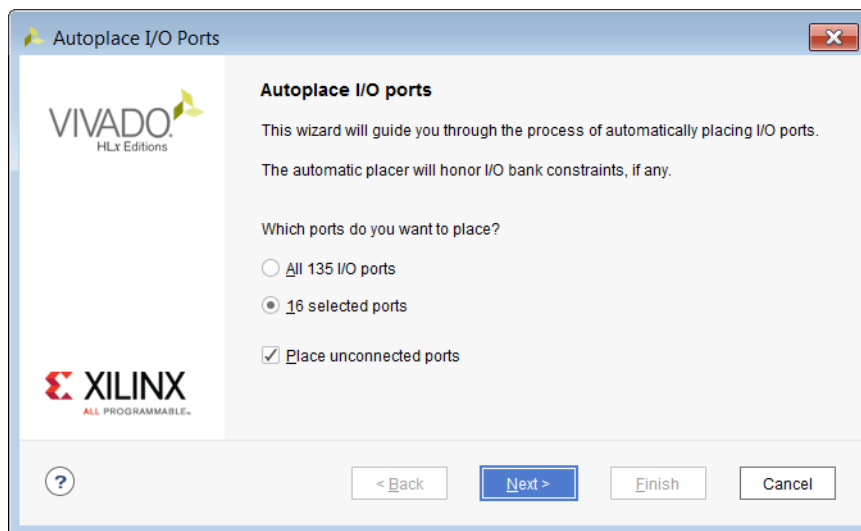 Autoplace I/O Ports
VIVADO.
HLx Editions
Autoplace I/O ports
This wizard will guide you through the process of automatically placing I/O ports.
The automatic placer will honor I/O bank constraints, if any.
Which ports do you want to place?
All 135 I/O ports
16 selected ports
Place unconnected ports
XILINX
ALL PROGRAMMABLE™
?
< Back
Next >
Finish
Cancel